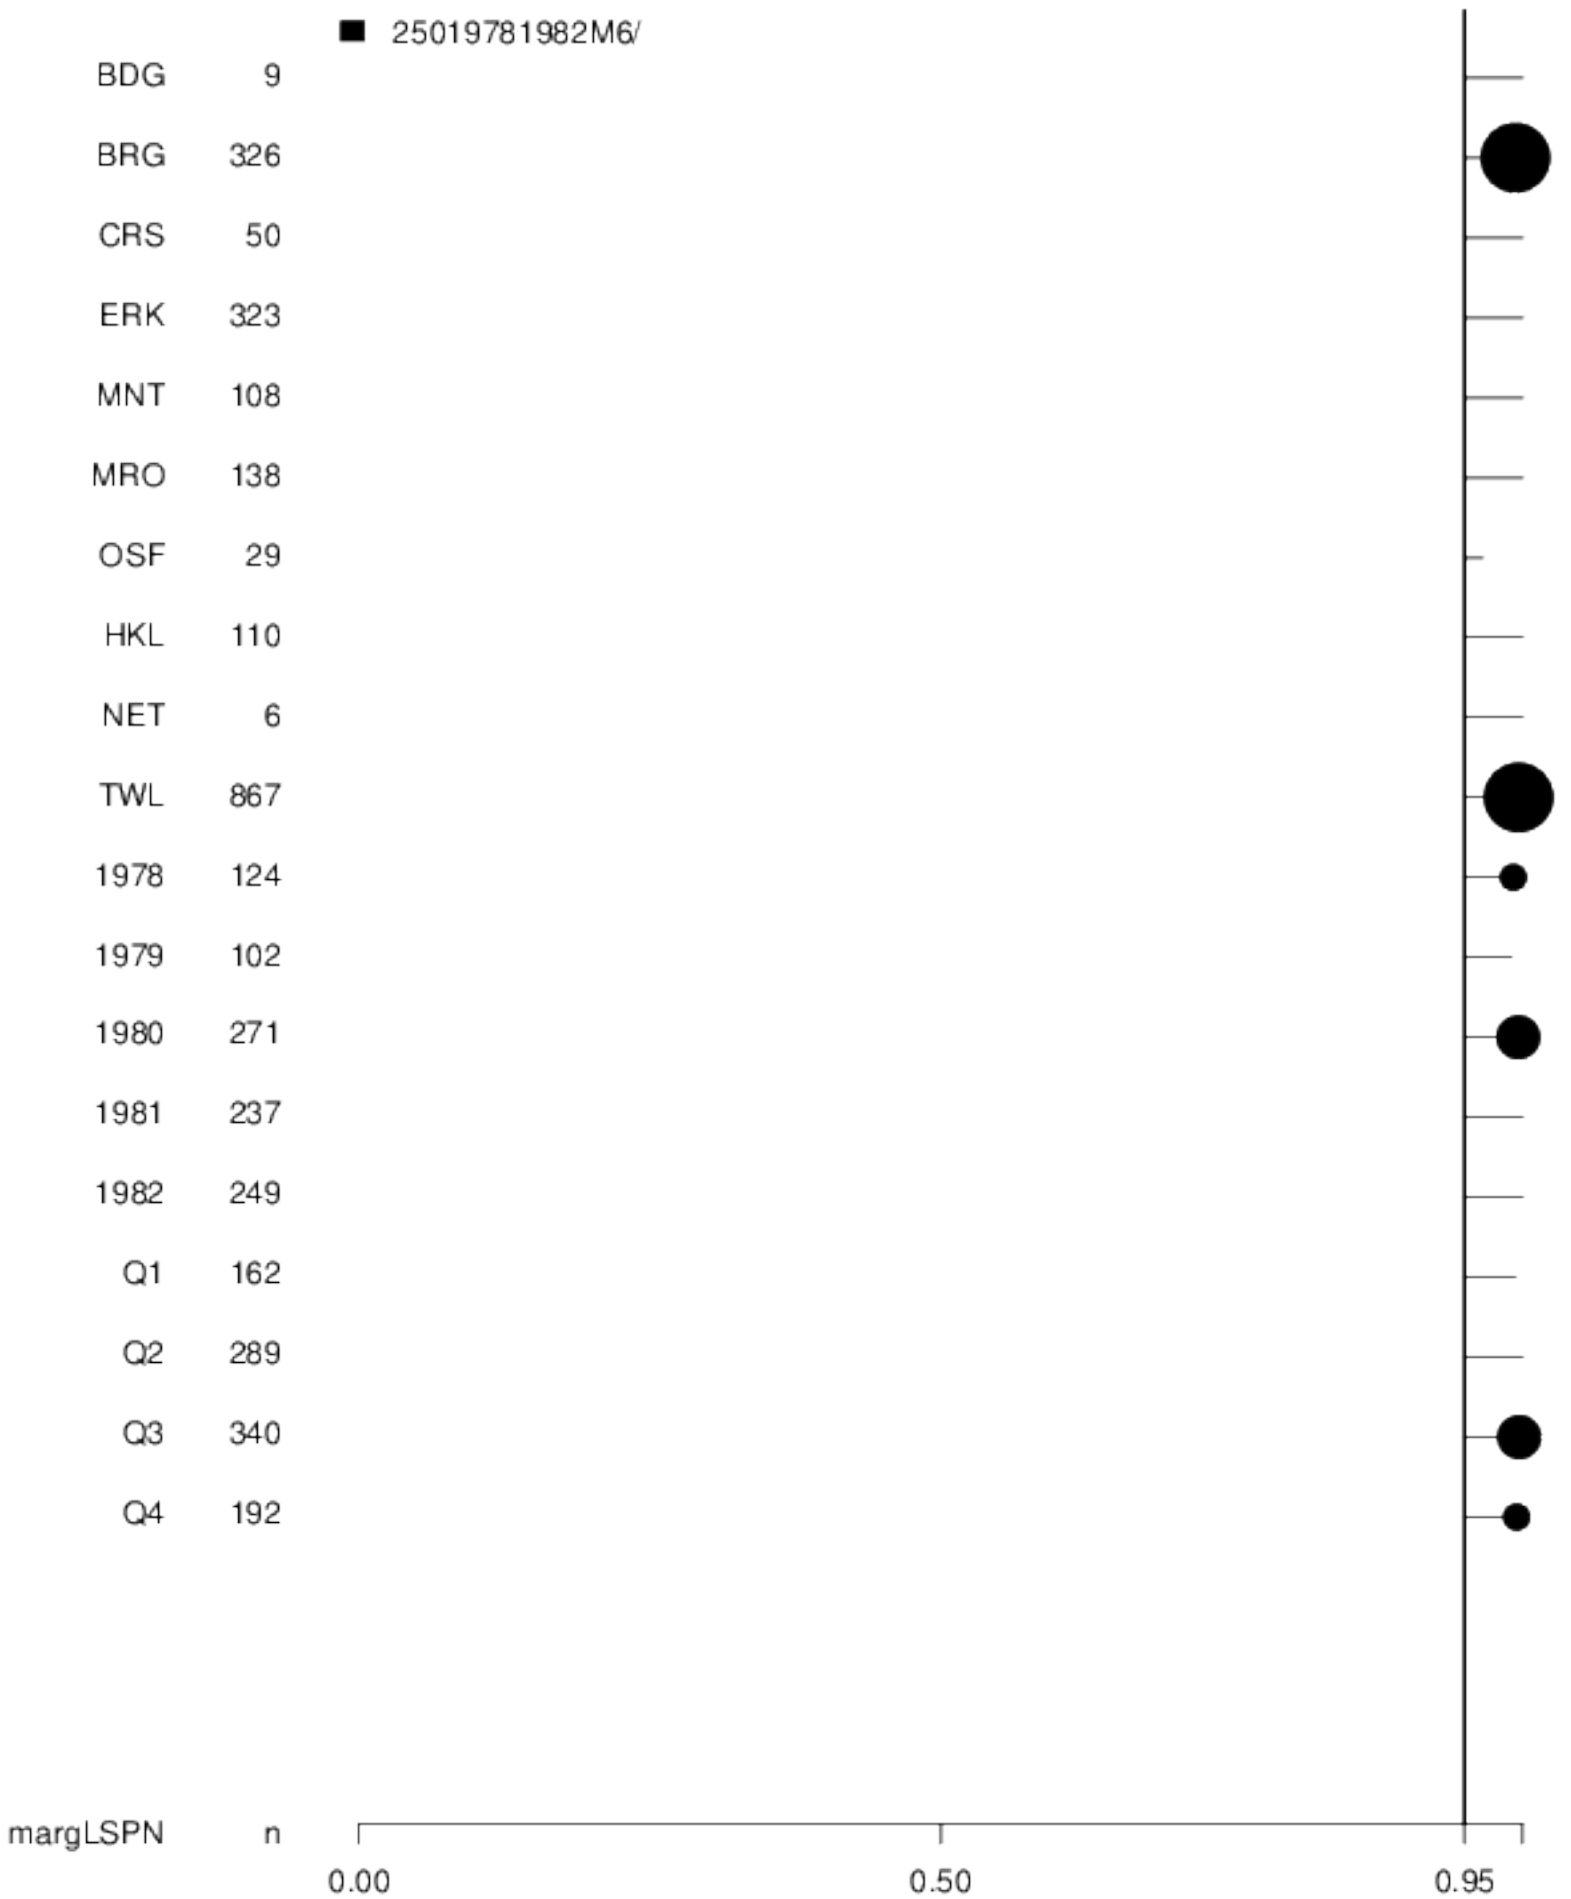 25019781982M6/
BDG 9
BRG 326
CRS 50
ERK 323
MNT 108
MRO 138
OSF 29
HKL 110
NET 6
TWL 867
1978 124
1979 102
1980 271
1981 237
1982 249
Q1 162
Q2 289
Q3 340
Q4 192
margLSPN n
0.00 0.50 0.95